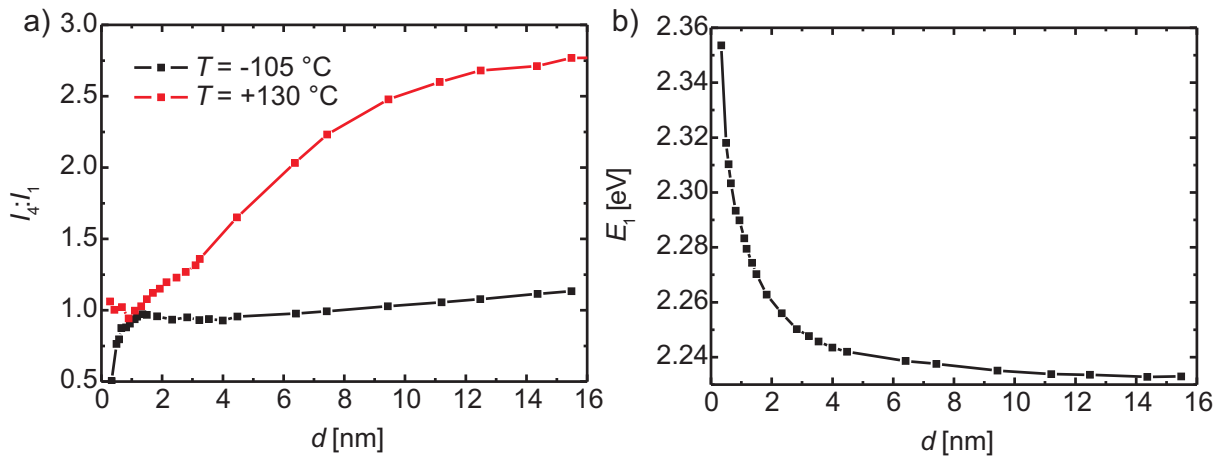 a)
3.0
2.5
2.0
1.5
1.0
0.5
I₄:I₁
T = -105 °C
T = +130 °C
0 2 4 6 8 10 12 14 16
d [nm]
b)
2.36
2.34
2.32
2.30
2.28
2.26
2.24
E₁ [eV]
0 2 4 6 8 10 12 14 16
d [nm]